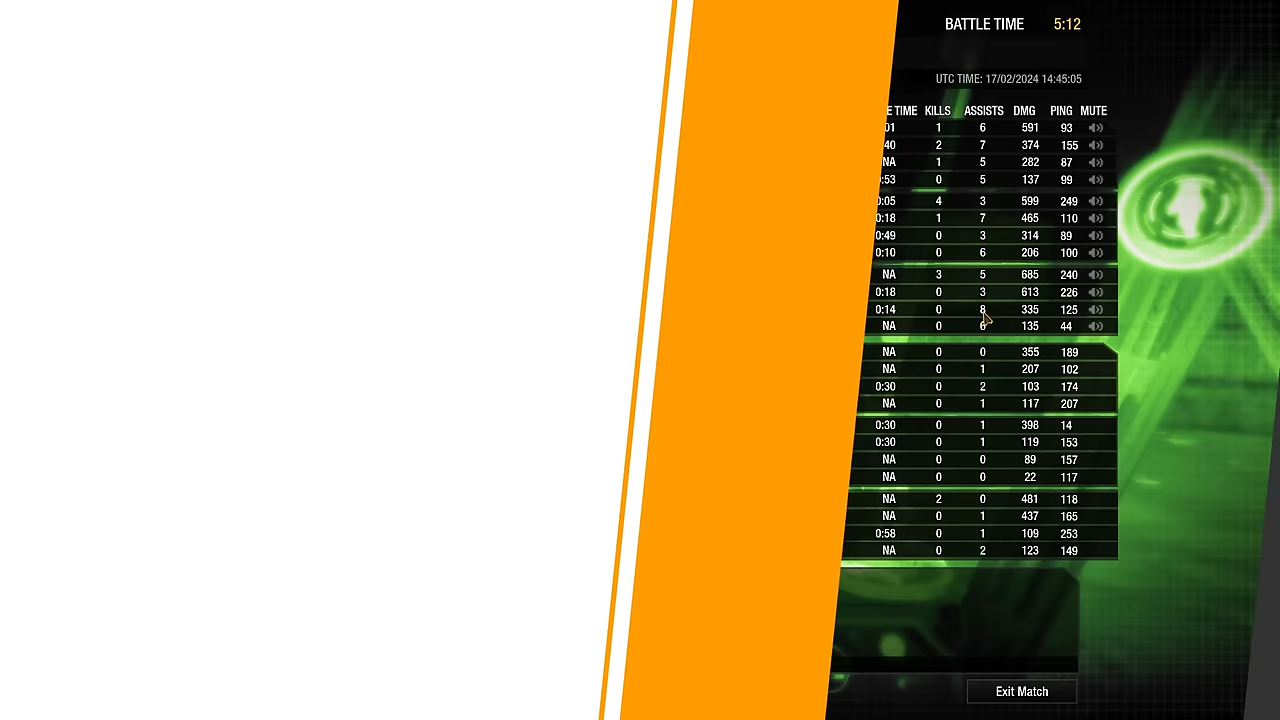 BATTLE TIME 5:12
UTC TIME: 17/02/2024 14:45:05
E TIME KILLS ASSISTS DMG PING MUTE
01 1 6 591 93
40 2 7 374 155
NA 1 5 282 87
:53 0 5 137 99
0:05 4 3 599 249
0:18 1 7 465 110
0:49 0 3 314 89
0:10 0 6 206 100
NA 3 5 685 240
0:18 0 3 613 226
0:14 0 8 335 125
NA 0 6 135 44
NA 0 0 355 189
NA 0 1 207 102
0:30 0 2 103 174
NA 0 1 117 207
0:30 0 1 398 14
0:30 0 1 119 153
NA 0 0 89 157
NA 0 0 22 117
NA 2 0 481 118
NA 0 1 437 165
0:58 0 1 109 253
NA 0 2 123 149
Exit Match